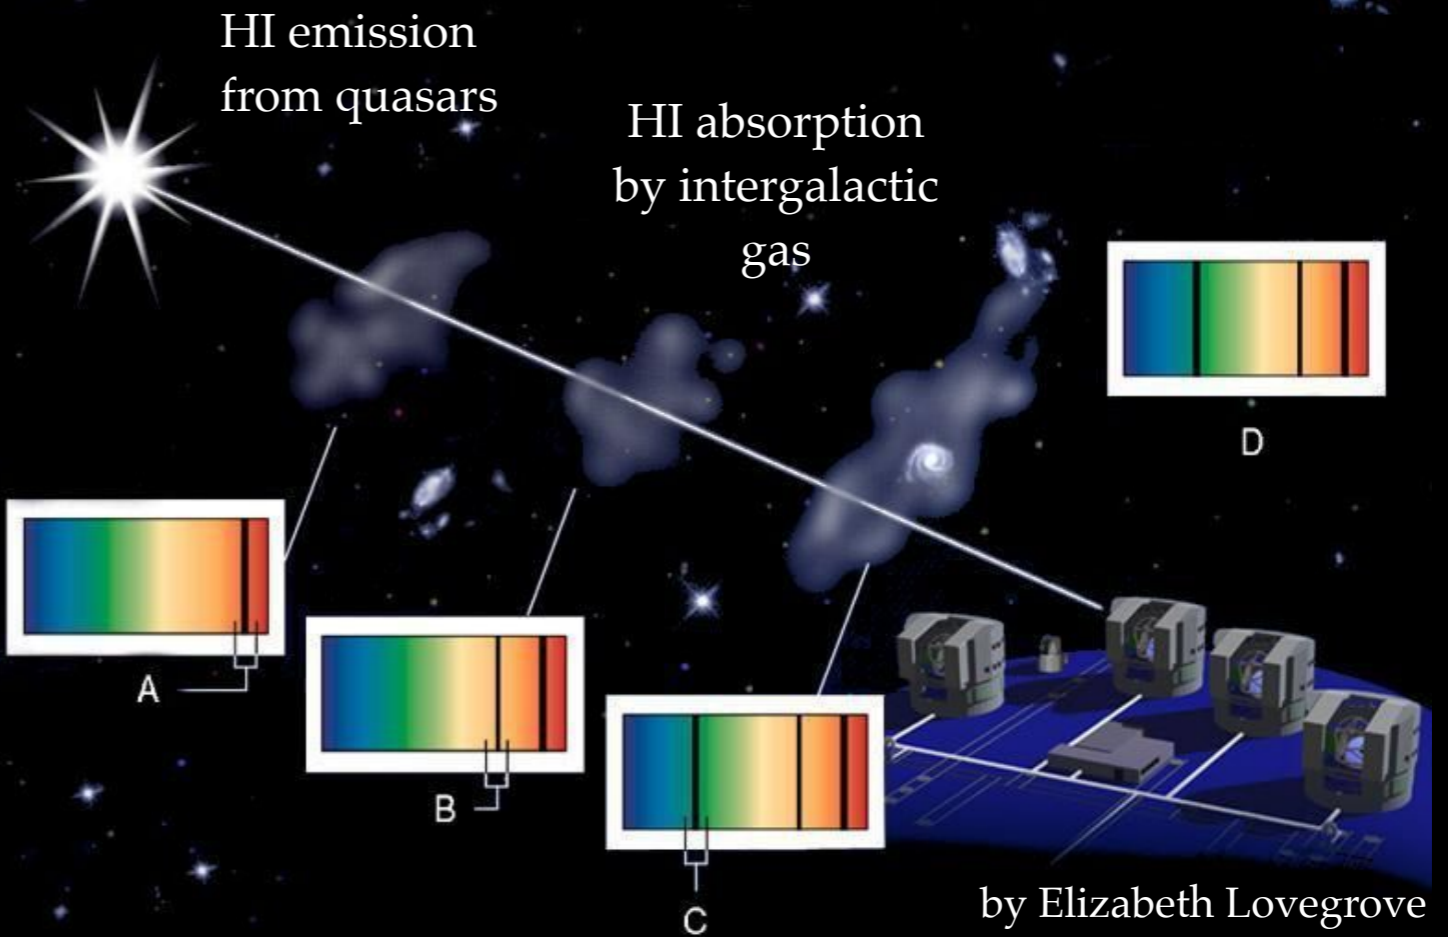 HI emission
from quasars
HI absorption
by intergalactic
gas
D
A
B
C
by Elizabeth Lovegrove